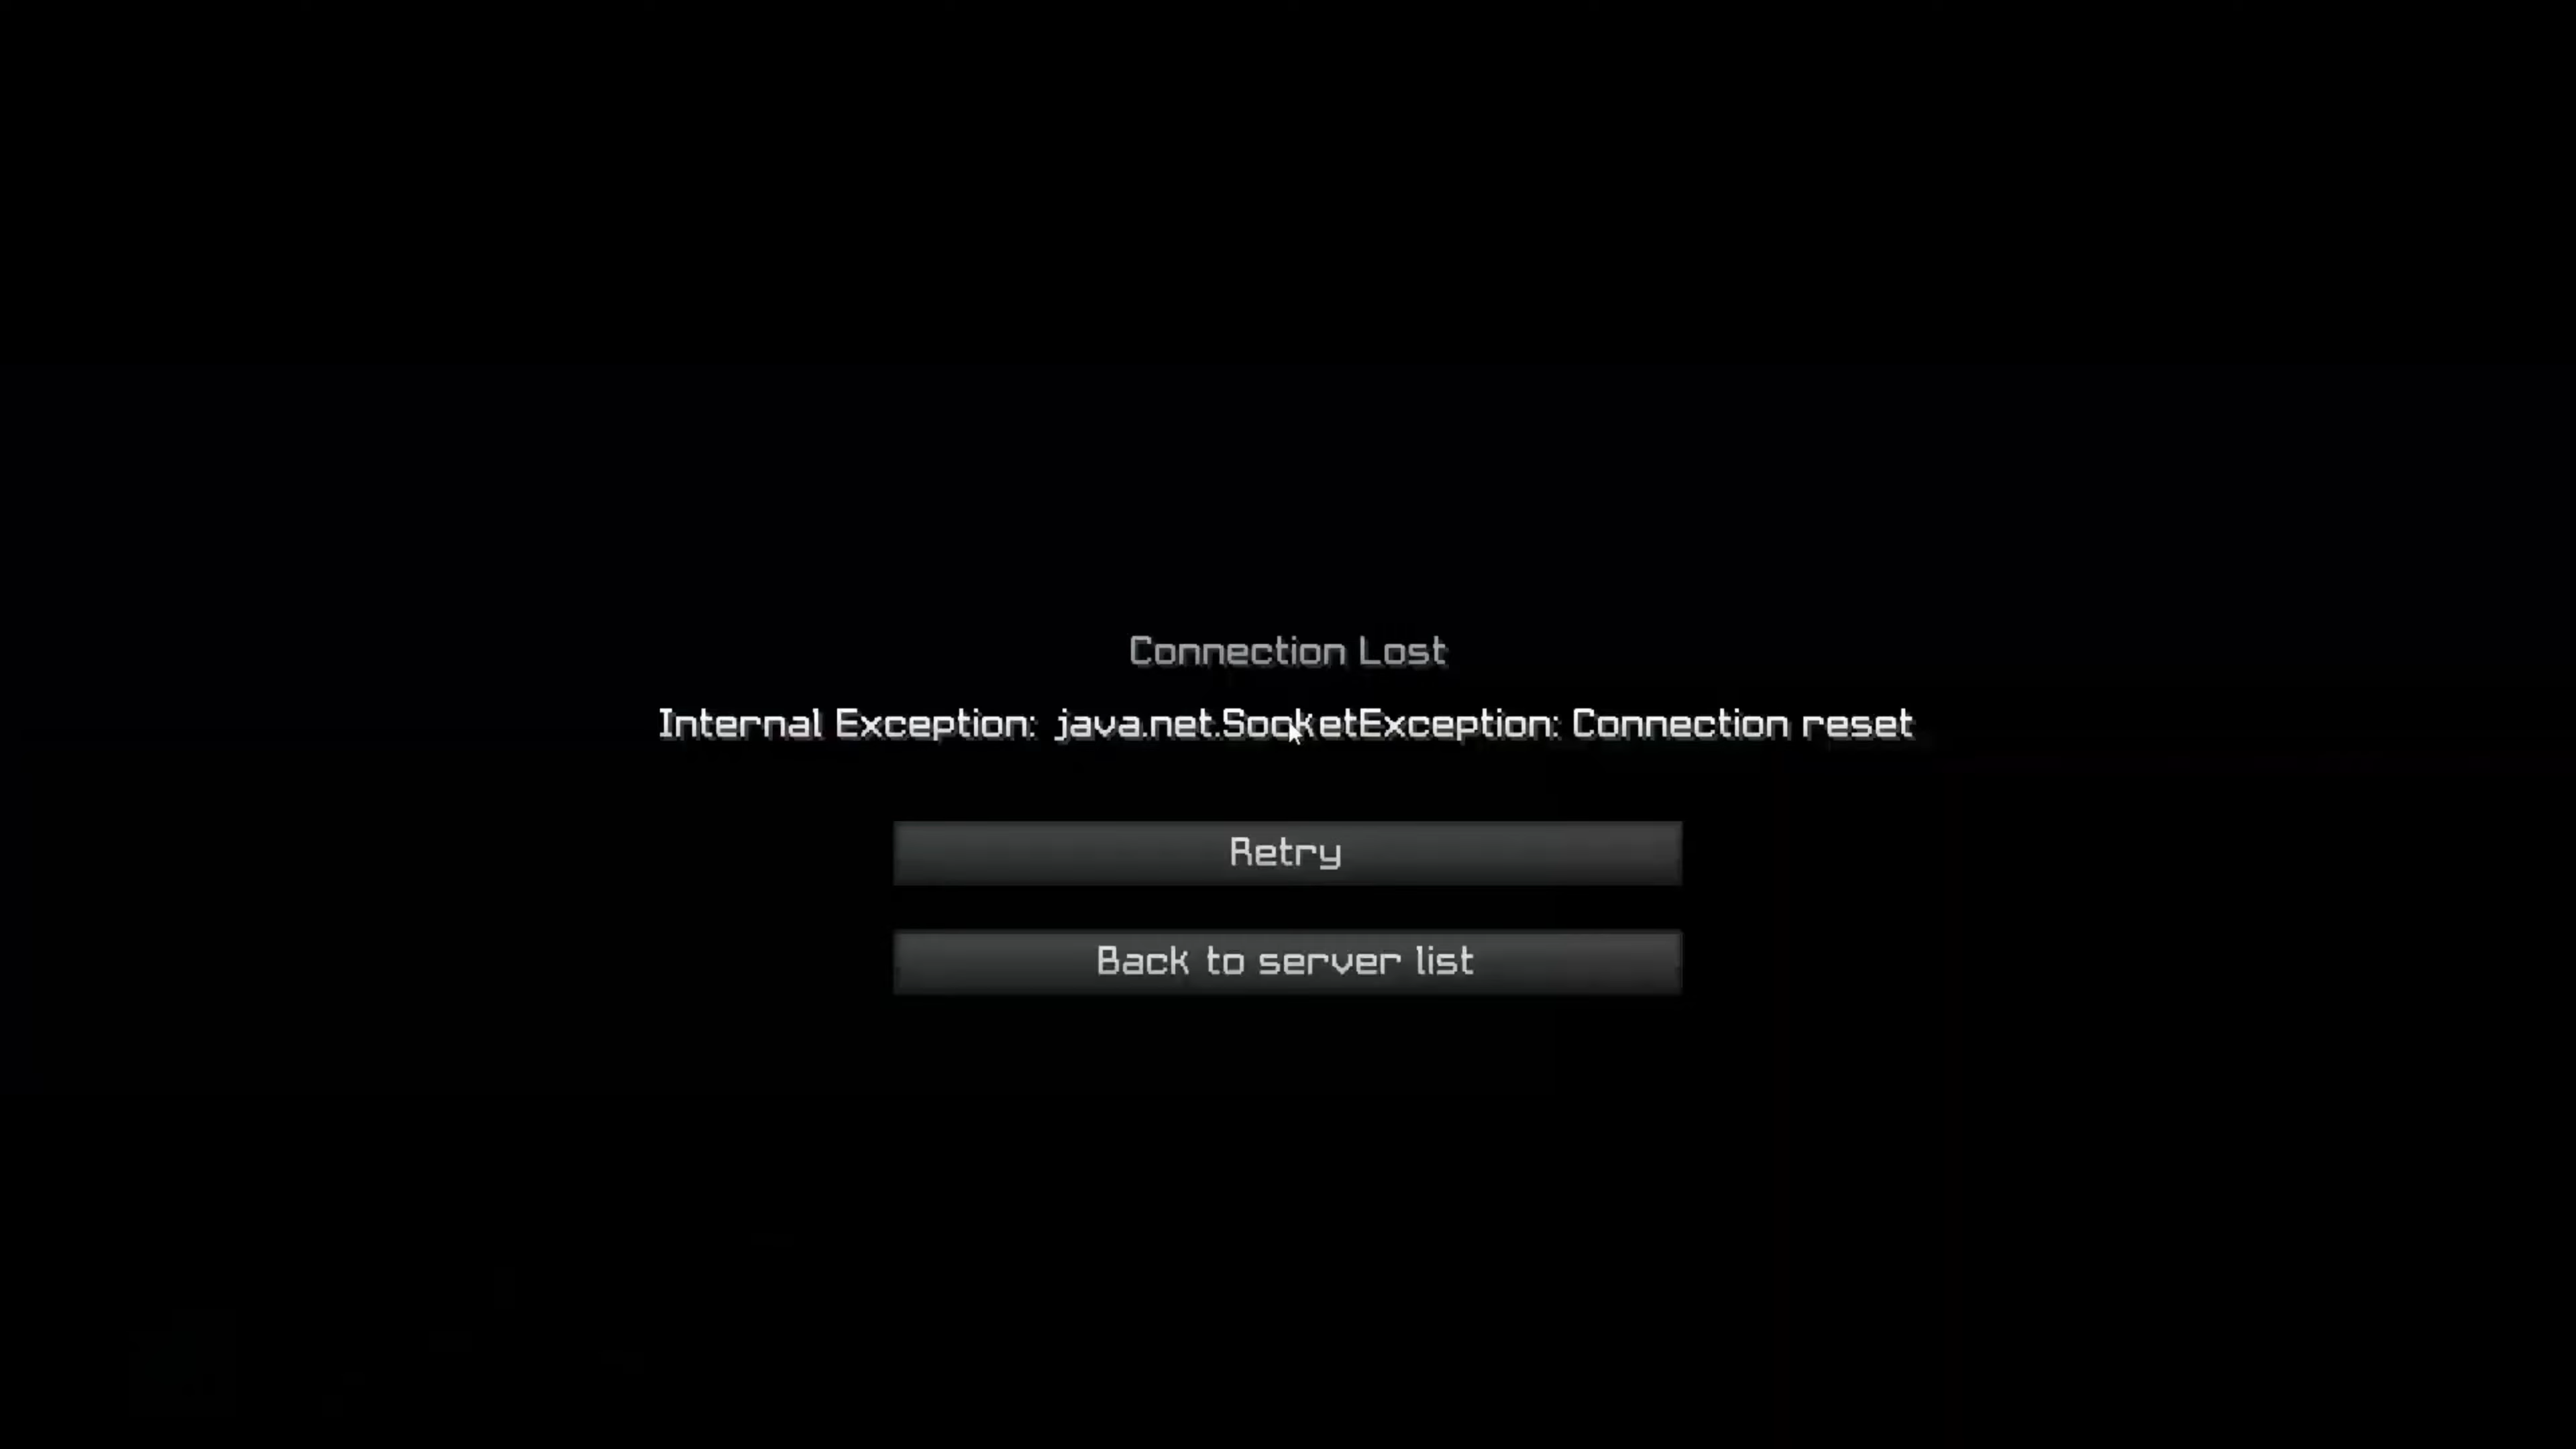 Connection Lost
Internal Exception: java.net.SocketException: Connection reset
Retry
Back to server list